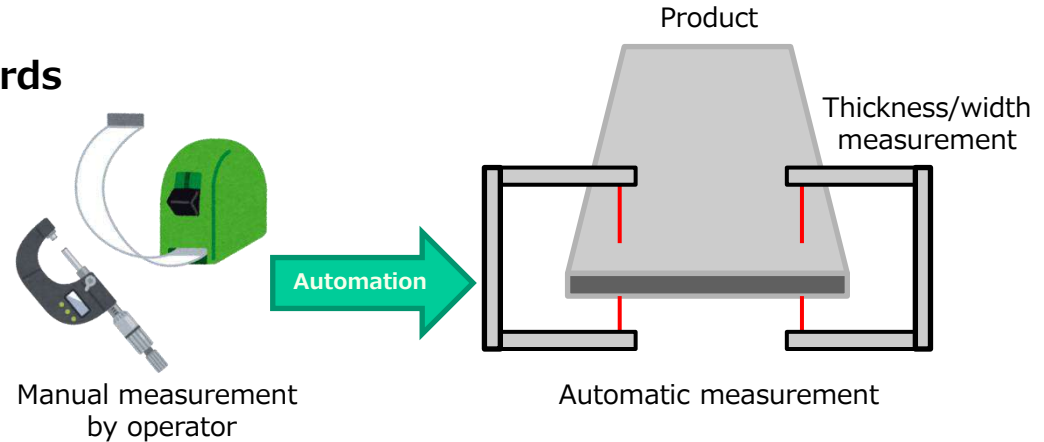 Product
rds
Thickness/width
measurement
Automation
Manual measurement
by operator
Automatic measurement